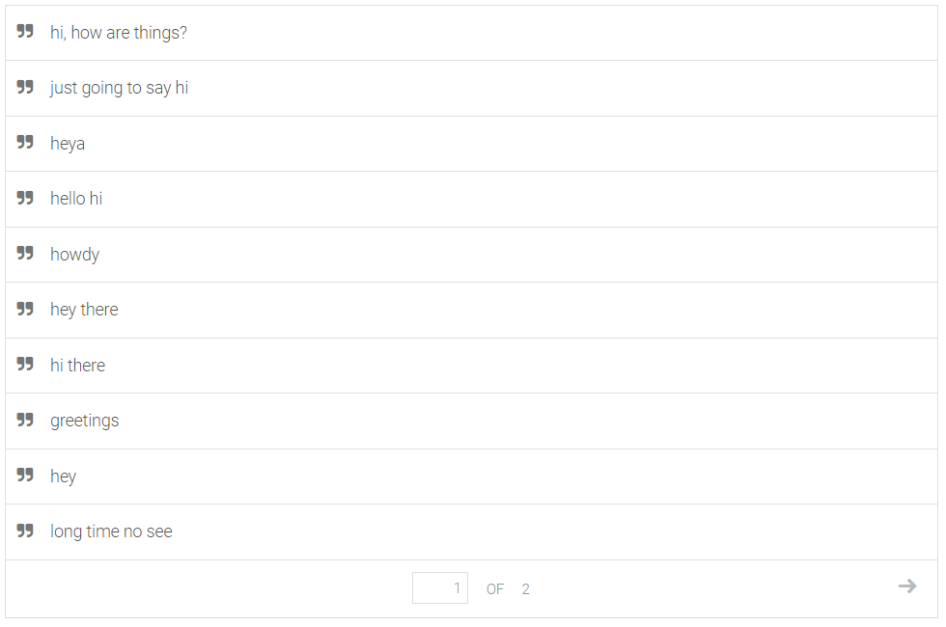 hi, how are things?
just going to say hi
heya
hello hi
howdy
hey there
hi there
greetings
hey
long time no see
1 OF 2